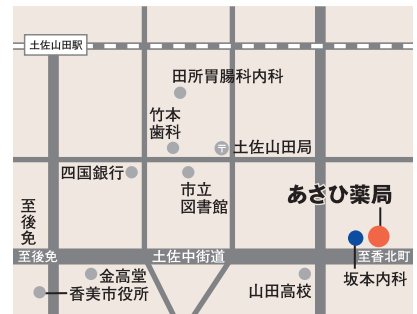 土佐山田駅
田所胃腸科内科
竹本
歯科
〒
土佐山田局
四国銀行
市立
図書館
あさひ薬局
至後免
至後免
土佐中街道
至香北町
金高堂
坂本内科
香美市役所
山田高校